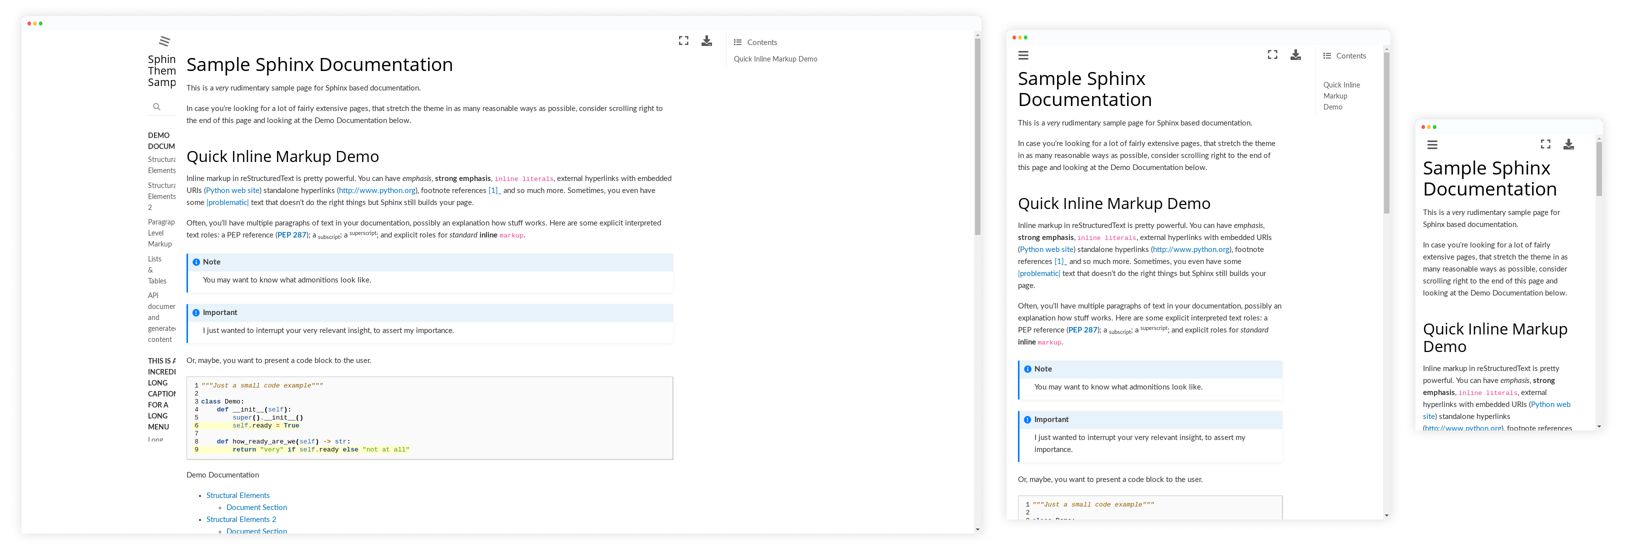 Sphin
Them
Samp
DEMO
DOCUM
Structura
Elements
Structura
Elements
2
Paragrap
Level
Markup
Lists
&
Tables
API
documen
and
generated
content
THIS IS A
INCREDI
LONG
CAPTION
FOR A
LONG
MENU
Long
Sample Sphinx Documentation
This is a very rudimentary sample page for Sphinx based documentation.
In case you're looking for a lot of fairly extensive pages, that stretch the theme in as many reasonable ways as possible, consider scrolling right to
the end of this page and looking at the Demo Documentation below.
Quick Inline Markup Demo
Inline markup in reStructuredText is pretty powerful. You can have emphasis, strong emphasis, inline literals, external hyperlinks with embedded
URIs (Python web site) standalone hyperlinks (http://www.python.org), footnote references [1]_ and so much more. Sometimes, you even have
some |problematic| text that doesn't do the right things but Sphinx still builds your page.
Often, you'll have multiple paragraphs of text in your documentation, possibly an explanation how stuff works. Here are some explicit interpreted
text roles: a PEP reference (PEP 287); a subscript; a superscript; and explicit roles for standard inline markup.
Note
You may want to know what admonitions look like.
Important
I just wanted to interrupt your very relevant insight, to assert my importance.
Or, maybe, you want to present a code block to the user.
1 """Just a small code example"""
2
3 class Demo:
4     def __init__(self):
5         super().__init__()
6         self.ready = True
7
8     def how_ready_are_we(self) -> str:
9         return "very" if self.ready else "not at all"
Demo Documentation
• Structural Elements
◦ Document Section
• Structural Elements 2
◦ Document Section
Contents
Quick Inline Markup Demo
Sample Sphinx
Documentation
This is a very rudimentary sample page for Sphinx based documentation.
In case you're looking for a lot of fairly extensive pages, that stretch the theme
in as many reasonable ways as possible, consider scrolling right to the end of
this page and looking at the Demo Documentation below.
Quick Inline Markup Demo
Inline markup in reStructuredText is pretty powerful. You can have emphasis,
strong emphasis, inline literals, external hyperlinks with embedded URIs
(Python web site) standalone hyperlinks (http://www.python.org), footnote
references [1]_ and so much more. Sometimes, you even have some
|problematic| text that doesn't do the right things but Sphinx still builds your
page.
Often, you'll have multiple paragraphs of text in your documentation, possibly an
explanation how stuff works. Here are some explicit interpreted text roles: a
PEP reference (PEP 287); a subscript; a superscript; and explicit roles for standard
inline markup.
Note
You may want to know what admonitions look like.
Important
I just wanted to interrupt your very relevant insight, to assert my
importance.
Or, maybe, you want to present a code block to the user.
1 """Just a small code example"""
2
3 class Demo:
Contents
Quick Inline
Markup
Demo
Sample Sphinx
Documentation
This is a very rudimentary sample page for
Sphinx based documentation.
In case you're looking for a lot of fairly
extensive pages, that stretch the theme in as
many reasonable ways as possible, consider
scrolling right to the end of this page and
looking at the Demo Documentation below.
Quick Inline Markup
Demo
Inline markup in reStructuredText is pretty
powerful. You can have emphasis, strong
emphasis, inline literals, external
hyperlinks with embedded URIs (Python web
site) standalone hyperlinks
(http://www.python.org), footnote references